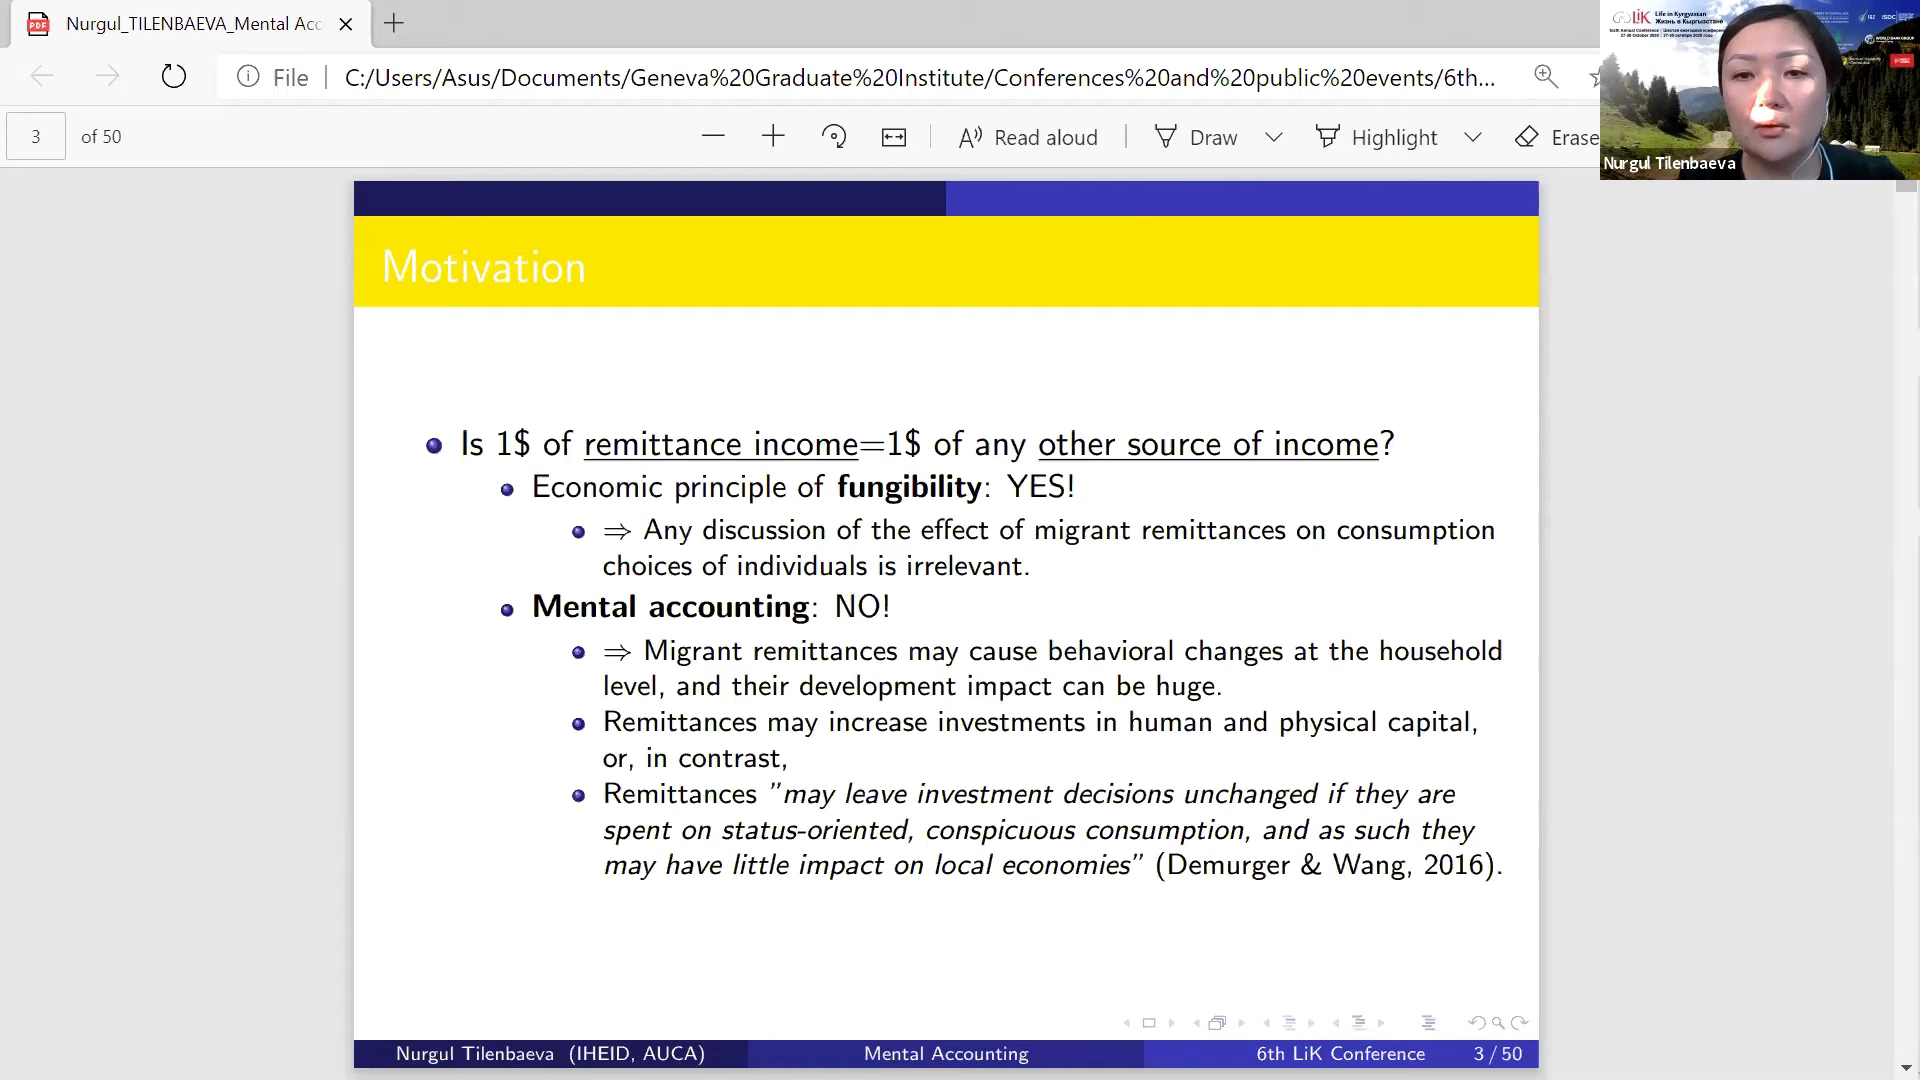 Nurgul_TILENBAEVA_Mental Acc
File
C:/Users/Asus/Documents/Geneva%20Graduate%20Institute/Conferences%20and%20public%20events/6th...
3 of 50
Read aloud
Draw
Highlight
Erase
LiK Life in Kyrgyzstan
Жизнь в Кыргызстане
Nurgul Tilenbaeva
Motivation
Is 1$ of remittance income=1$ of any other source of income?
Economic principle of fungibility: YES!
⇒ Any discussion of the effect of migrant remittances on consumption
choices of individuals is irrelevant.
Mental accounting: NO!
⇒ Migrant remittances may cause behavioral changes at the household
level, and their development impact can be huge.
Remittances may increase investments in human and physical capital,
or, in contrast,
Remittances ”may leave investment decisions unchanged if they are
spent on status-oriented, conspicuous consumption, and as such they
may have little impact on local economies” (Demurger & Wang, 2016).
Nurgul Tilenbaeva (IHEID, AUCA)
Mental Accounting
6th LiK Conference
3 / 50